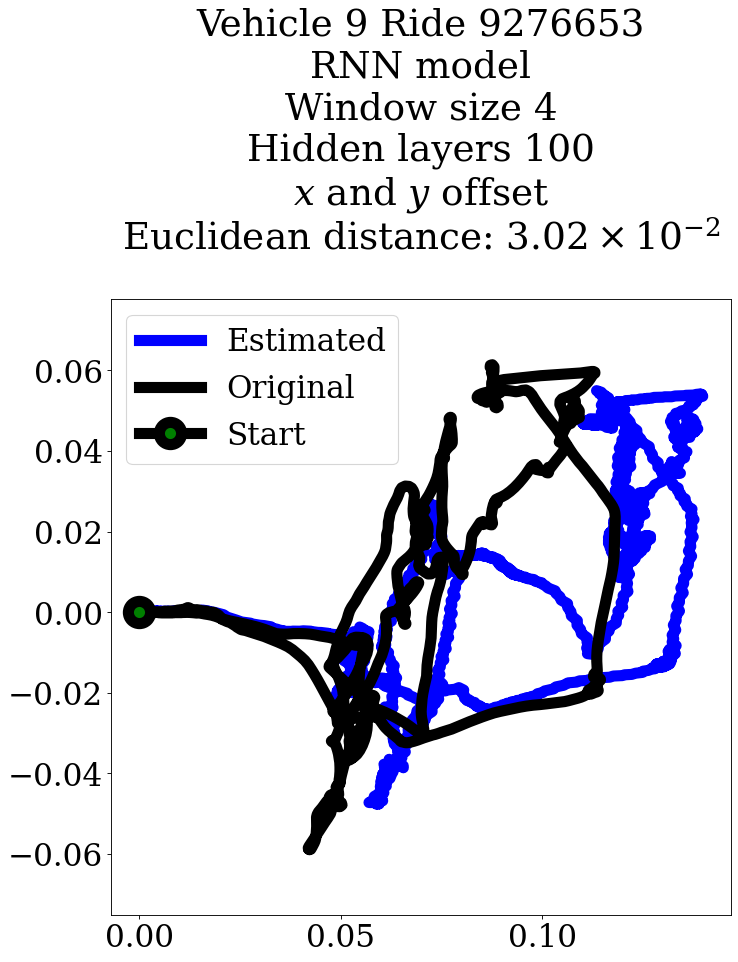 Vehicle 9 Ride 9276653
RNN model
Window size 4
Hidden layers 100
x and y offset
Euclidean distance: 3.02 × 10⁻²
Estimated
Original
Start
0.06
0.04
0.02
0.00
−0.02
−0.04
−0.06
0.00 0.05 0.10